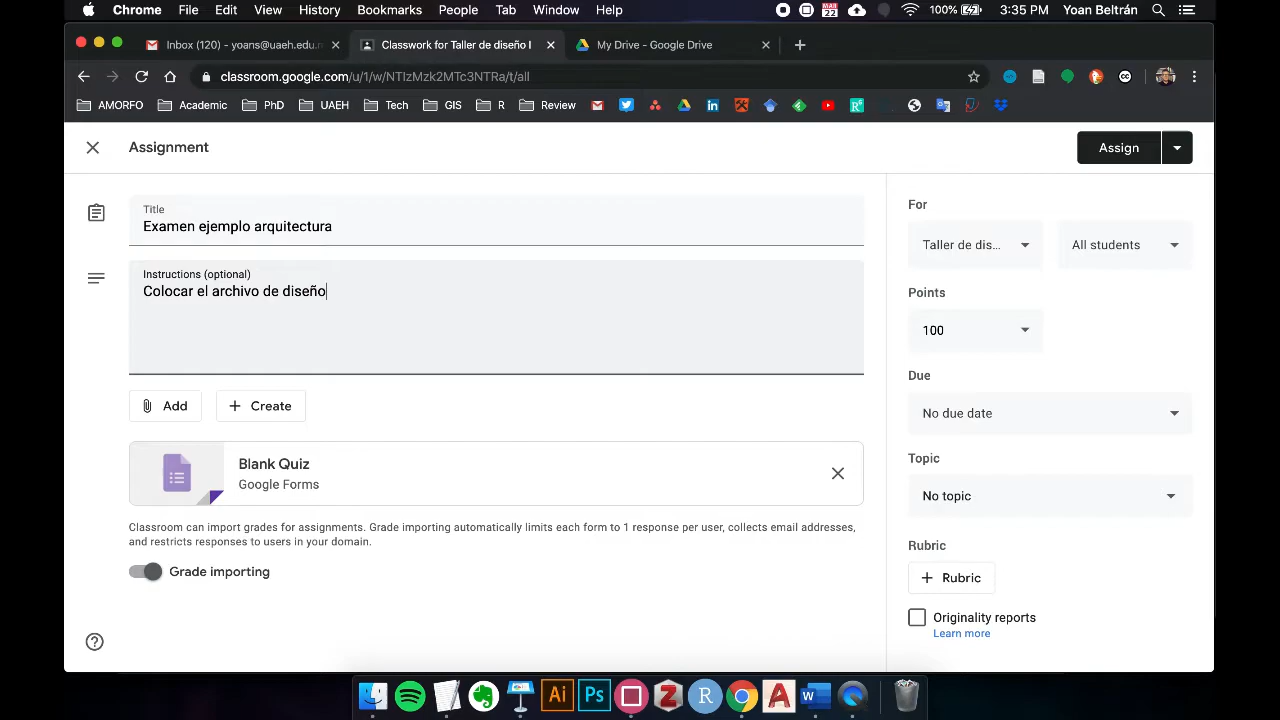 Chrome File Edit View History Bookmarks People Tab Window Help MAR 22 100% 3:35 PM Yoan Beltrán
Inbox (120) - yoans@uaeh.edu.m Classwork for Taller de diseño I My Drive - Google Drive
classroom.google.com/u/1/w/NTIzMzk2MTc3NTRa/t/all
AMORFO Academic PhD UAEH Tech GIS R Review
Assignment
Assign
Title
Examen ejemplo arquitectura
Instructions (optional)
Colocar el archivo de diseño
Add
Create
Blank Quiz
Google Forms
Classroom can import grades for assignments. Grade importing automatically limits each form to 1 response per user, collects email addresses,
and restricts responses to users in your domain.
Grade importing
For
Taller de dis...
All students
Points
100
Due
No due date
Topic
No topic
Rubric
Rubric
Originality reports
Learn more
Ai Ps Z R A W